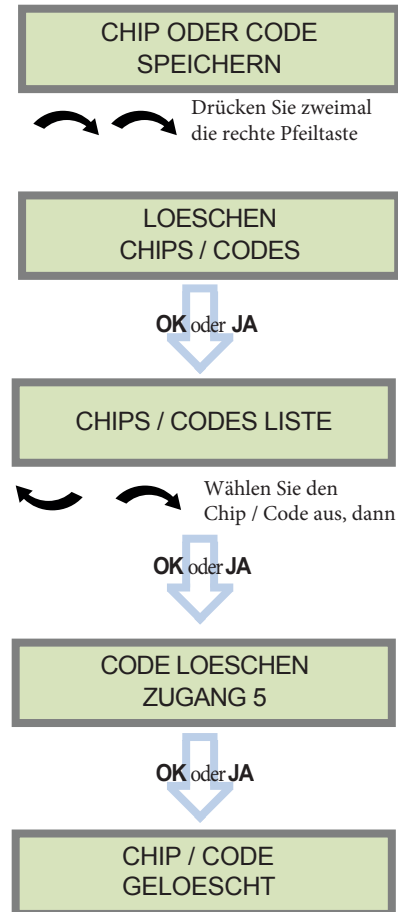 CHIP ODER CODE
SPEICHERN
Drücken Sie zweimal
die rechte Pfeiltaste
LOESCHEN
CHIPS / CODES
OK oder JA
CHIPS / CODES LISTE
Wählen Sie den
Chip / Code aus, dann
OK oder JA
CODE LOESCHEN
ZUGANG 5
OK oder JA
CHIP / CODE
GELOESCHT